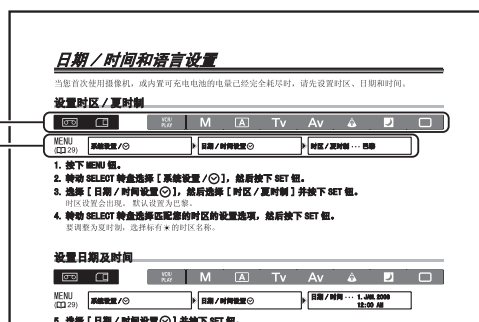 日期／时间和语言设置
当您首次使用摄像机，或内置可充电电池的电量已经完全耗尽时，请先设置时区、日期和时间。
设置时区／夏时制
VCR/PLAY M A Tv Av
MENU (29) 系统设置/ 日期／时间设置 时区／夏时制 ··· 巴黎
1. 按下 MENU 钮。
2. 转动 SELECT 转盘选择 [ 系统设置 / ]，然后按下 SET 钮。
3. 选择 [ 日期／时间设置 ]，然后选择 [ 时区／夏时制 ] 并按下 SET 钮。
时区设置会出现。默认设置为巴黎。
4. 转动 SELECT 转盘选择匹配您的时区的设置选项，然后按下 SET 钮。
要调整为夏时制，选择标有☀的时区名称。
设置日期及时间
VCR/PLAY M A Tv Av
MENU (29) 系统设置/ 日期／时间设置 日期／时间 ··· 1. JAN. 2008
12:00 AM
5. 选择 [ 日期／时间设置 ] 并按下 SET 钮。